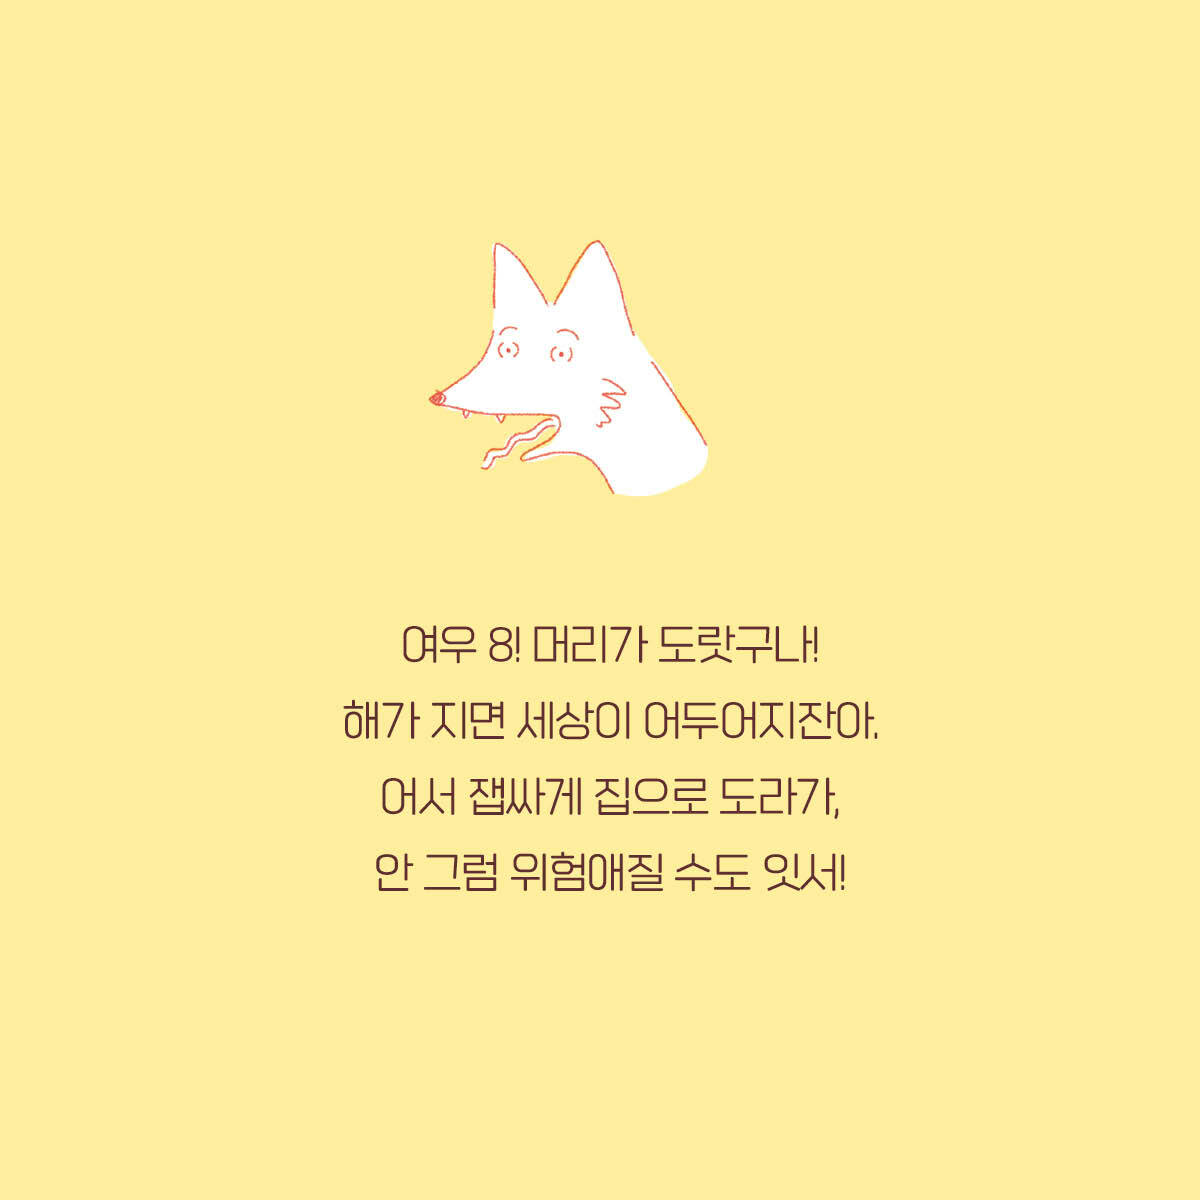 여우 8! 머리가 도랏구나!
해가 지면 세상이 어두어지잔아.
어서 잽싸게 집으로 도라가,
안 그럼 위험애질 수도 잇서!